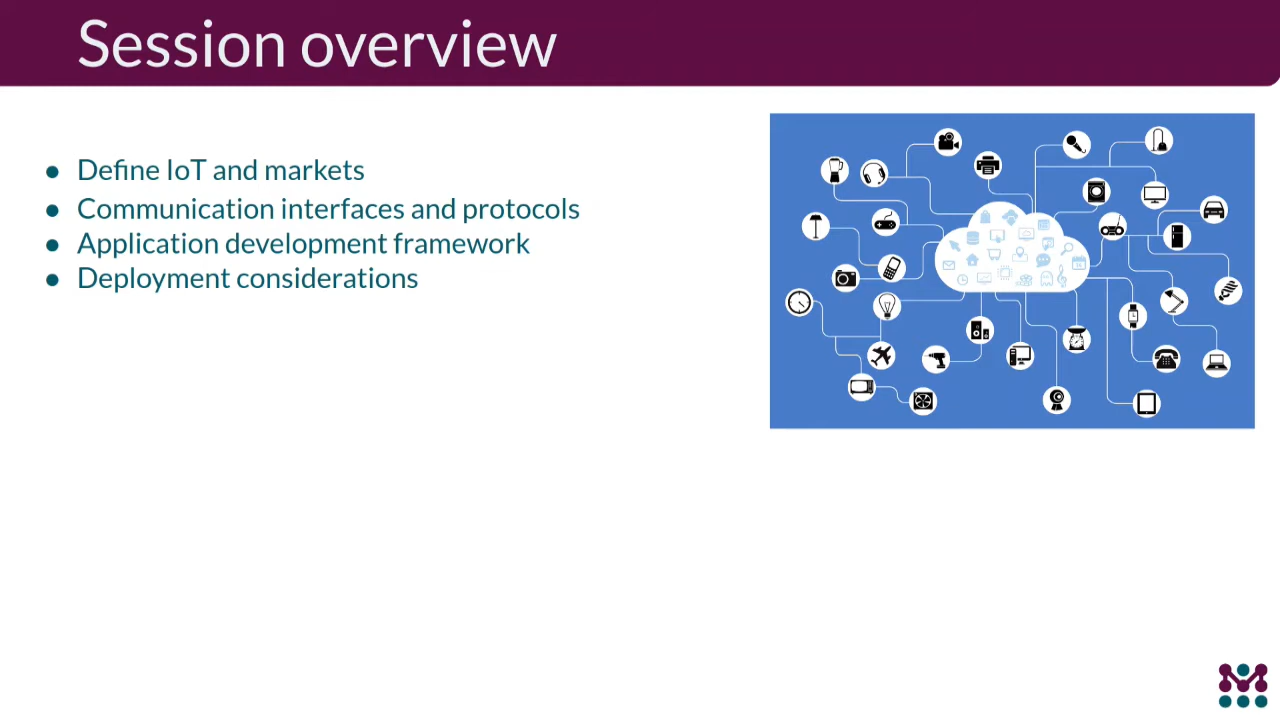 Session overview
● Define IoT and markets
● Communication interfaces and protocols
● Application development framework
● Deployment considerations